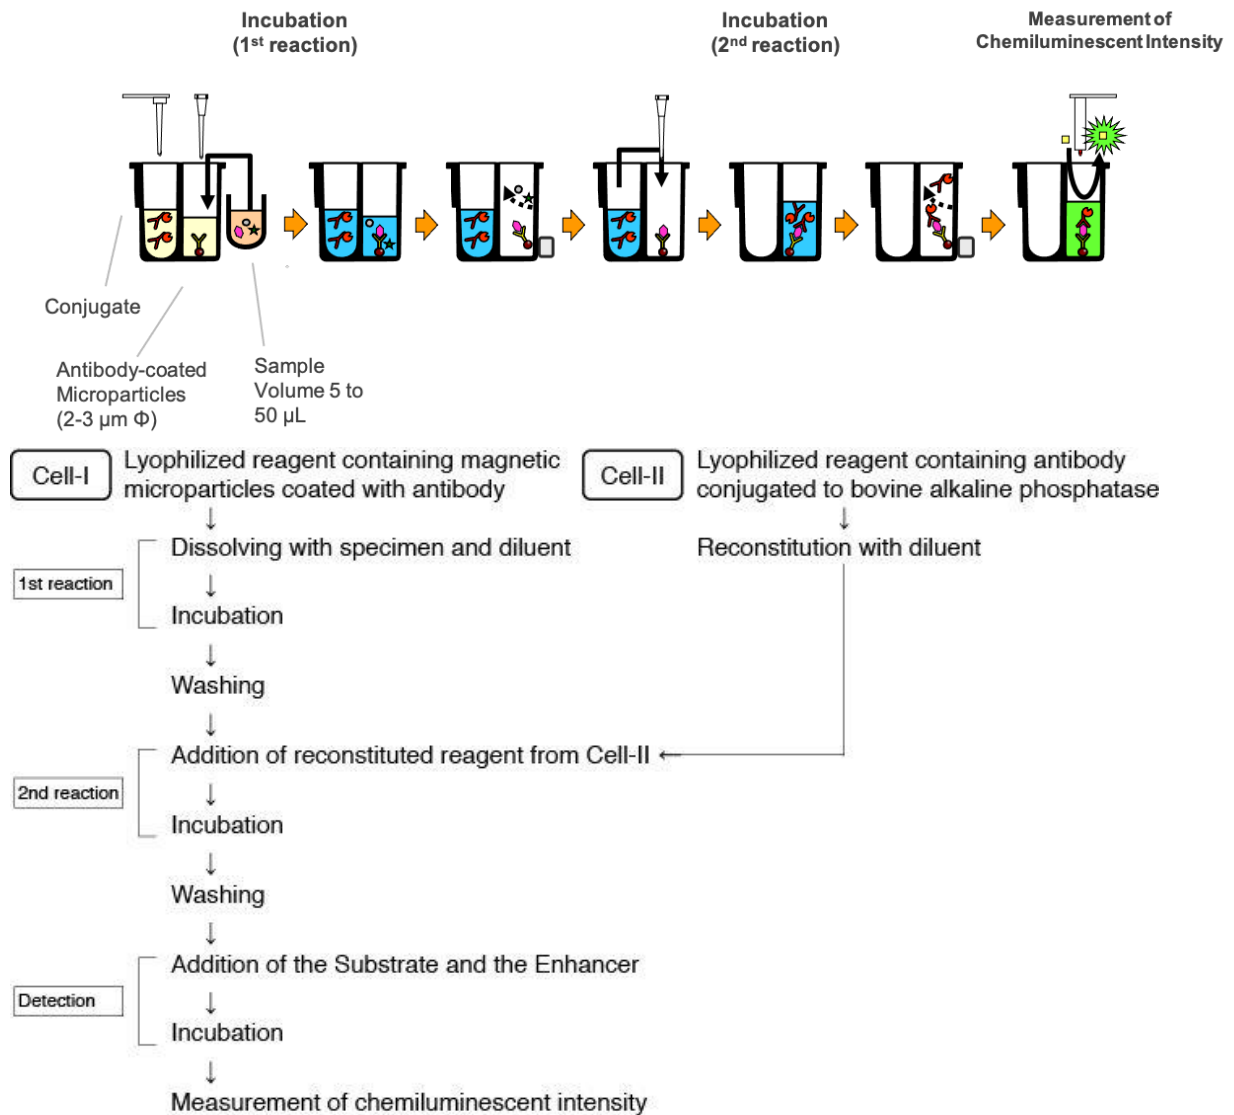 Incubation
(1st reaction)
Incubation
(2nd reaction)
Measurement of
Chemiluminescent Intensity
Conjugate
Antibody-coated
Microparticles
(2-3 µm Φ)
Sample
Volume 5 to
50 µL
Cell-I
Lyophilized reagent containing magnetic
microparticles coated with antibody
Cell-II
Lyophilized reagent containing antibody
conjugated to bovine alkaline phosphatase
Dissolving with specimen and diluent
Reconstitution with diluent
1st reaction
Incubation
Washing
Addition of reconstituted reagent from Cell-II
2nd reaction
Incubation
Washing
Addition of the Substrate and the Enhancer
Detection
Incubation
Measurement of chemiluminescent intensity